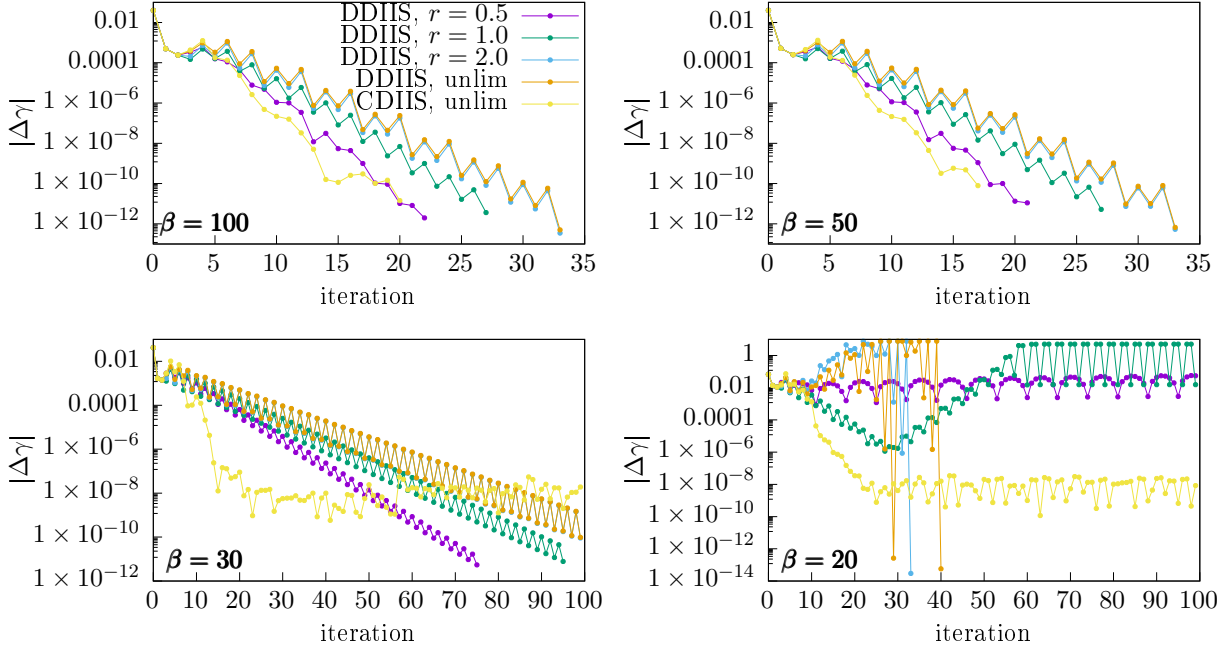 0.01
0.0001
1 × 10⁻⁶
1 × 10⁻⁸
1 × 10⁻¹⁰
1 × 10⁻¹²
|Δγ|
DDIIS, r = 0.5
DDIIS, r = 1.0
DDIIS, r = 2.0
DDIIS, unlim
CDIIS, unlim
β = 100
0 5 10 15 20 25 30 35
iteration
0.01
0.0001
1 × 10⁻⁶
1 × 10⁻⁸
1 × 10⁻¹⁰
1 × 10⁻¹²
|Δγ|
β = 50
0 5 10 15 20 25 30 35
iteration
0.01
0.0001
1 × 10⁻⁶
1 × 10⁻⁸
1 × 10⁻¹⁰
1 × 10⁻¹²
|Δγ|
β = 30
0 10 20 30 40 50 60 70 80 90 100
iteration
1
0.01
0.0001
1 × 10⁻⁶
1 × 10⁻⁸
1 × 10⁻¹⁰
1 × 10⁻¹²
1 × 10⁻¹⁴
|Δγ|
β = 20
0 10 20 30 40 50 60 70 80 90 100
iteration